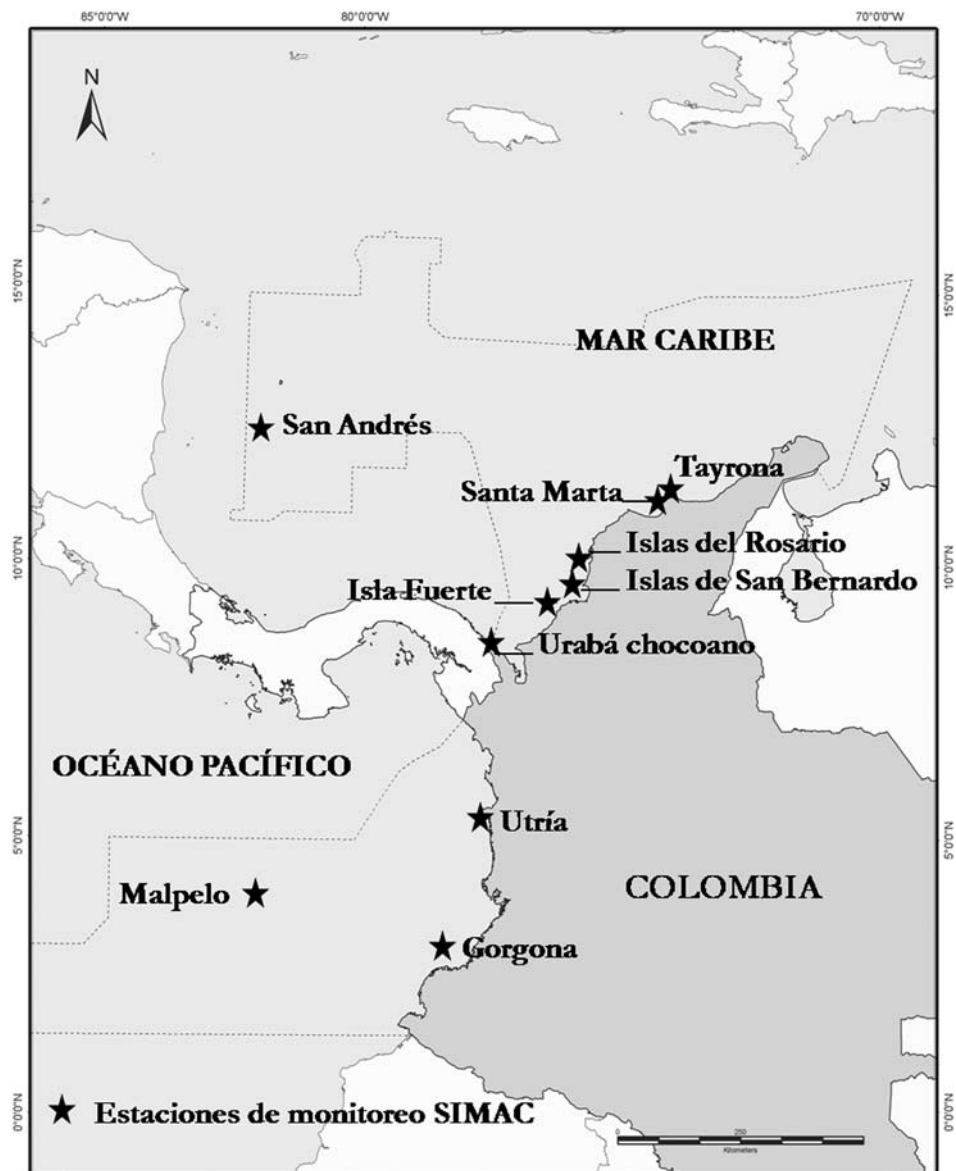 85°0'0"W 80°0'0"W 70°0'0"W
N
15°0'0"N 15°0'0"N
MAR CARIBE
San Andrés
Tayrona
Santa Marta
Islas del Rosario
10°0'0"N 10°0'0"N
Islas de San Bernardo
Isla Fuerte
Urabá chocoano
OCÉANO PACÍFICO
Utría
5°0'0"N 5°0'0"N
Malpelo
COLOMBIA
Gorgona
Estaciones de monitoreo SIMAC
0°0'0"N 0°0'0"N
0 250
Kilometers